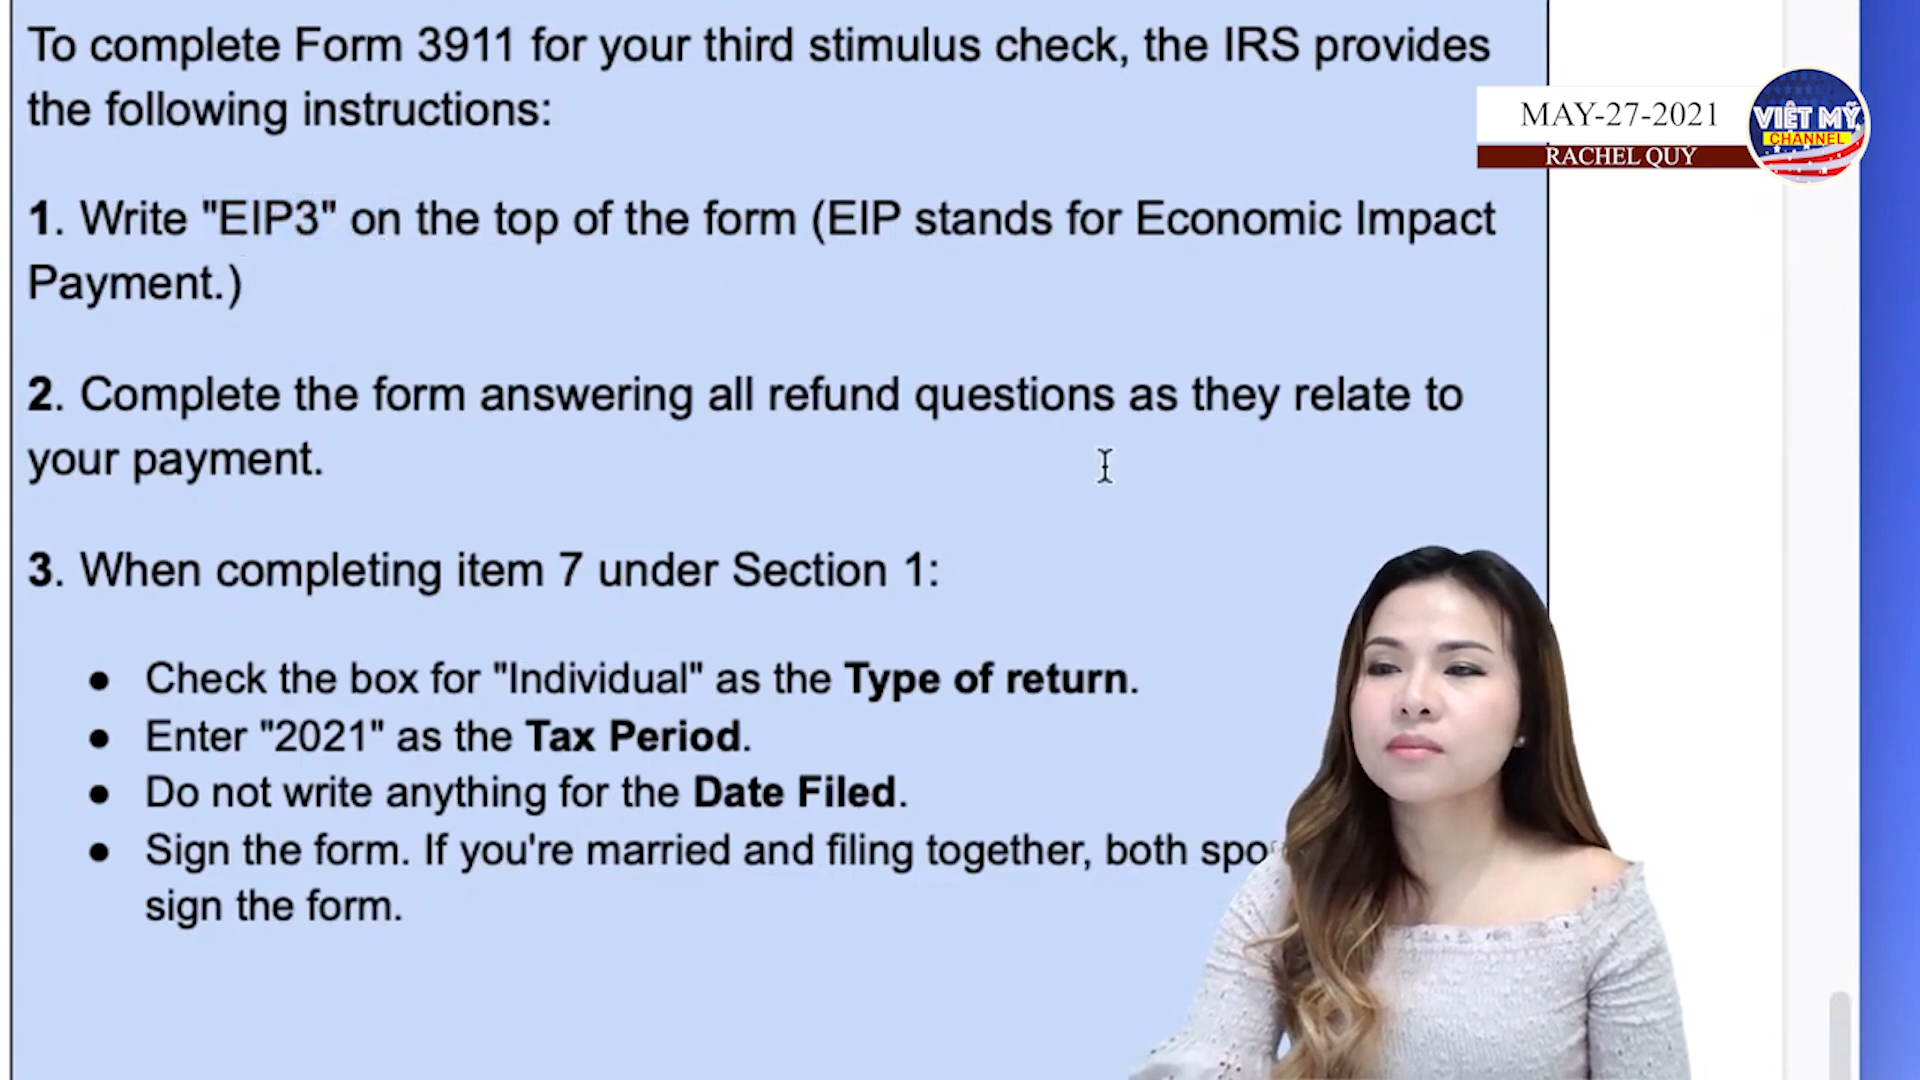 To complete Form 3911 for your third stimulus check, the IRS provides
the following instructions:
MAY-27-2021
RACHEL QUÝ
VIỆT MỸ
CHANNEL
1. Write "EIP3" on the top of the form (EIP stands for Economic Impact
Payment.)
2. Complete the form answering all refund questions as they relate to
your payment.
3. When completing item 7 under Section 1:
● Check the box for "Individual" as the Type of return.
● Enter "2021" as the Tax Period.
● Do not write anything for the Date Filed.
● Sign the form. If you're married and filing together, both
sign the form.